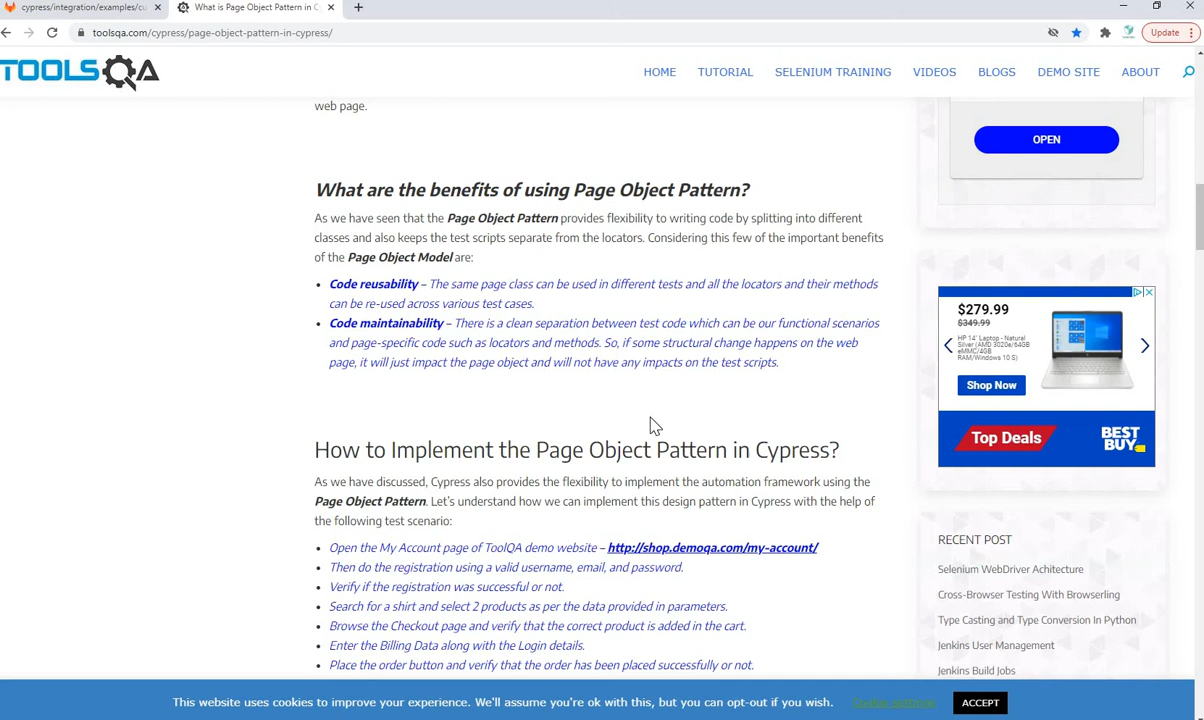 cypress/integration/examples/cu
What is Page Object Pattern in C
toolsqa.com/cypress/page-object-pattern-in-cypress/
Update
TOOLSQA
HOME
TUTORIAL
SELENIUM TRAINING
VIDEOS
BLOGS
DEMO SITE
ABOUT
web page.
OPEN
What are the benefits of using Page Object Pattern?
As we have seen that the Page Object Pattern provides flexibility to writing code by splitting into different
classes and also keeps the test scripts separate from the locators. Considering this few of the important benefits
of the Page Object Model are:
• Code reusability – The same page class can be used in different tests and all the locators and their methods
can be re-used across various test cases.
• Code maintainability – There is a clean separation between test code which can be our functional scenarios
and page-specific code such as locators and methods. So, if some structural change happens on the web
page, it will just impact the page object and will not have any impacts on the test scripts.
$279.99
$349.99
HP 14" Laptop - Natural
Silver (AMD 3020e/64GB
eMMC/4GB
RAM/Windows 10 S)
Shop Now
Top Deals
BEST
BUY
How to Implement the Page Object Pattern in Cypress?
As we have discussed, Cypress also provides the flexibility to implement the automation framework using the
Page Object Pattern. Let's understand how we can implement this design pattern in Cypress with the help of
the following test scenario:
• Open the My Account page of ToolQA demo website – http://shop.demoqa.com/my-account/
• Then do the registration using a valid username, email, and password.
• Verify if the registration was successful or not.
• Search for a shirt and select 2 products as per the data provided in parameters.
• Browse the Checkout page and verify that the correct product is added in the cart.
• Enter the Billing Data along with the Login details.
• Place the order button and verify that the order has been placed successfully or not.
RECENT POST
Selenium WebDriver Achitecture
Cross-Browser Testing With Browserling
Type Casting and Type Conversion In Python
Jenkins User Management
Jenkins Build Jobs
This website uses cookies to improve your experience. We'll assume you're ok with this, but you can opt-out if you wish.
ACCEPT